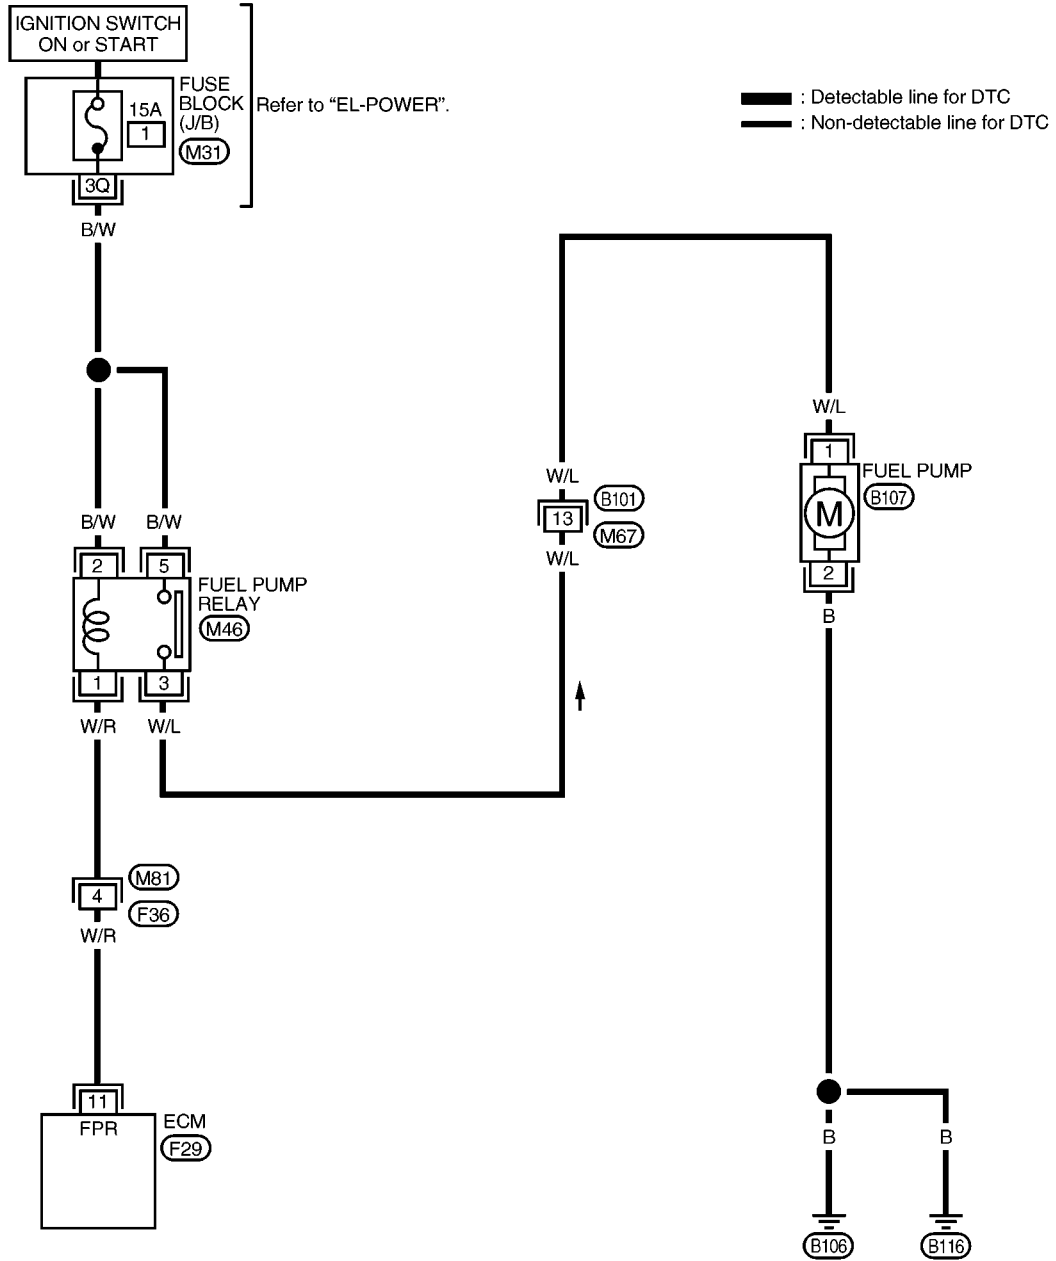 IGNITION SWITCH
ON or START
FUSE
BLOCK
(J/B)
M31
15A
1
Refer to “EL-POWER”.
: Detectable line for DTC
: Non-detectable line for DTC
3Q
B/W
W/L
1
FUEL PUMP
B107
M
2
B
W/L
13
B101
M67
W/L
B/W
B/W
2
5
FUEL PUMP
RELAY
M46
1
3
W/R
W/L
M81
4
F36
W/R
11
FPR
ECM
F29
B
B
B106
B116